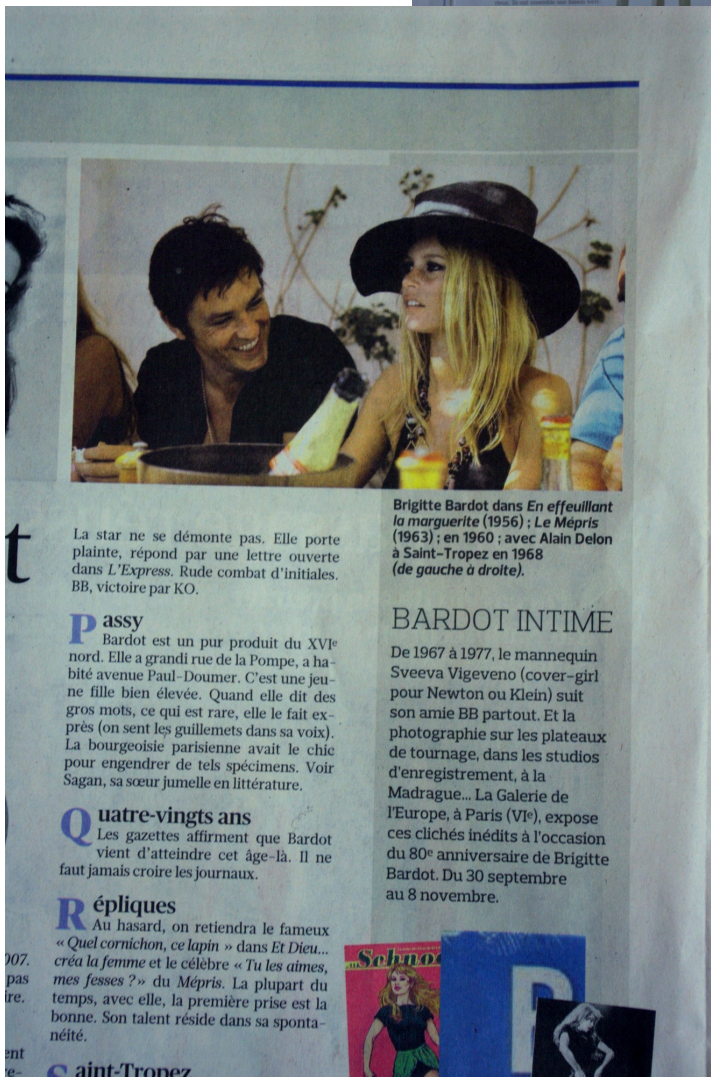 t
La star ne se démonte pas. Elle porte
plainte, répond par une lettre ouverte
dans L'Express. Rude combat d'initiales.
BB, victoire par KO.
Passy
Bardot est un pur produit du XVIe
nord. Elle a grandi rue de la Pompe, a ha-
bité avenue Paul-Doumer. C'est une jeu-
ne fille bien élevée. Quand elle dit des
gros mots, ce qui est rare, elle le fait ex-
près (on sent les guillemets dans sa voix).
La bourgeoisie parisienne avait le chic
pour engendrer de tels spécimens. Voir
Sagan, sa sœur jumelle en littérature.
Quatre-vingts ans
Les gazettes affirment que Bardot
vient d'atteindre cet âge-là. Il ne
faut jamais croire les journaux.
Répliques
Au hasard, on retiendra le fameux
« Quel cornichon, ce lapin » dans Et Dieu...
créa la femme et le célèbre « Tu les aimes,
mes fesses ? » du Mépris. La plupart du
temps, avec elle, la première prise est la
bonne. Son talent réside dans sa sponta-
néité.
Saint-Tropez
007.
pas
ire.
ent
e-
Brigitte Bardot dans En effeuillant
la marguerite (1956) ; Le Mépris
(1963) ; en 1960 ; avec Alain Delon
à Saint-Tropez en 1968
(de gauche à droite).
BARDOT INTIME
De 1967 à 1977, le mannequin
Sveeva Vigeveno (cover-girl
pour Newton ou Klein) suit
son amie BB partout. Et la
photographie sur les plateaux
de tournage, dans les studios
d'enregistrement, à la
Madrague... La Galerie de
l'Europe, à Paris (VIe), expose
ces clichés inédits à l'occasion
du 80e anniversaire de Brigitte
Bardot. Du 30 septembre
au 8 novembre.
Schnoc